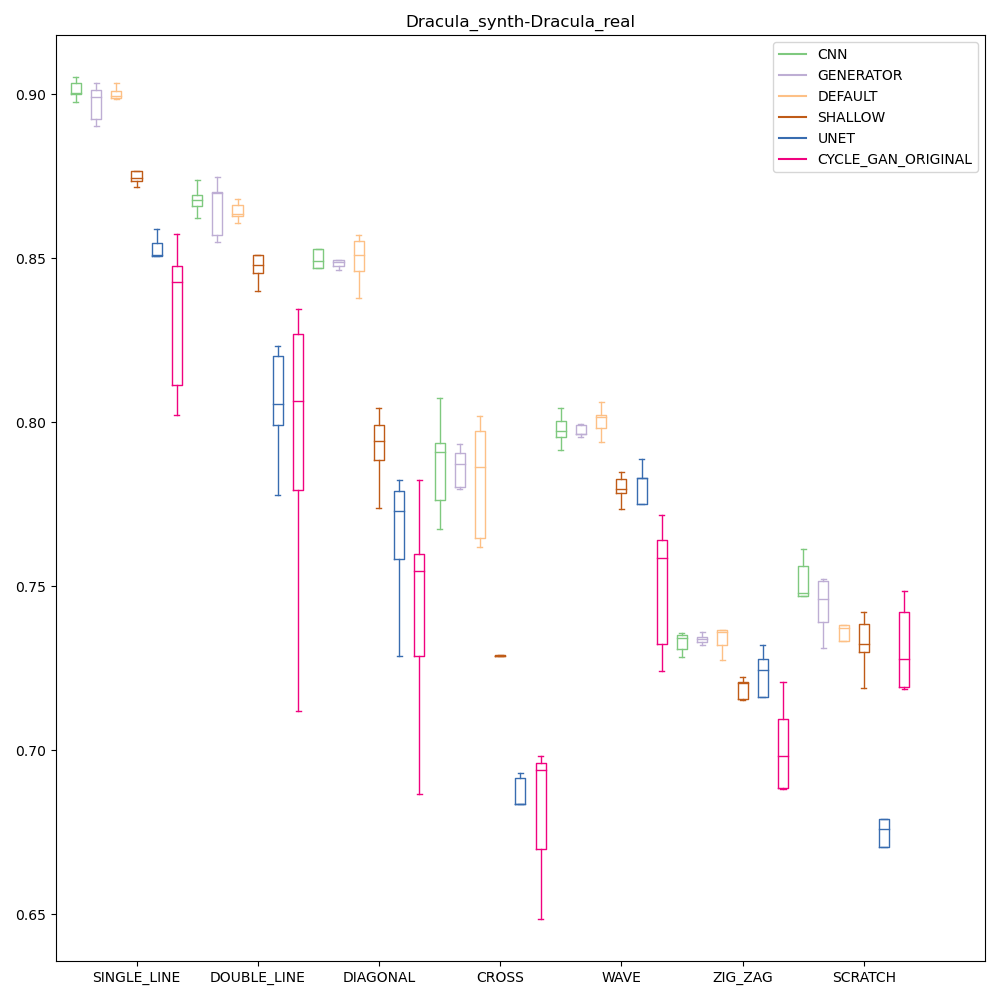 Dracula_synth-Dracula_real
CNN
GENERATOR
DEFAULT
SHALLOW
UNET
CYCLE_GAN_ORIGINAL
0.90
0.85
0.80
0.75
0.70
0.65
SINGLE_LINE DOUBLE_LINE DIAGONAL CROSS WAVE ZIG_ZAG SCRATCH